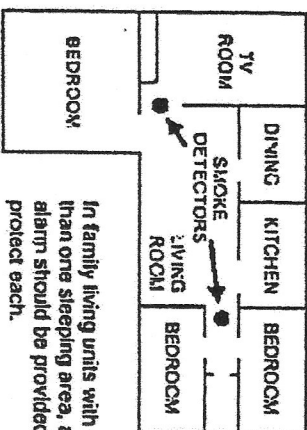 BEDROOM
TV
ROOM
DINING
KITCHEN
BEDROOM
SMOKE
DETECTORS
LIVING
ROOM
BEDROOM
In family living units with
than one sleeping area, a
alarm should be provided
protect each.